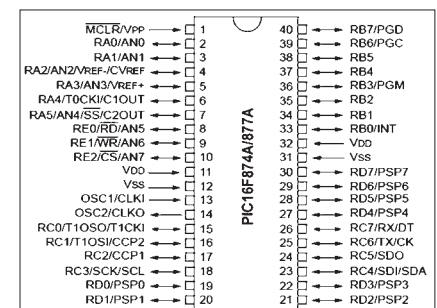 MCLR/VPP 1 40 RB7/PGD
RA0/AN0 2 39 RB6/PGC
RA1/AN1 3 38 RB5
RA2/AN2/VREF-/CVREF 4 37 RB4
RA3/AN3/VREF+ 5 36 RB3/PGM
RA4/T0CKI/C1OUT 6 35 RB2
RA5/AN4/SS/C2OUT 7 34 RB1
RE0/RD/AN5 8 33 RB0/INT
RE1/WR/AN6 9 32 VDD
RE2/CS/AN7 10 31 VSS
VDD 11 30 RD7/PSP7
VSS 12 29 RD6/PSP6
OSC1/CLKI 13 28 RD5/PSP5
OSC2/CLKO 14 27 RD4/PSP4
RC0/T1OSO/T1CKI 15 26 RC7/RX/DT
RC1/T1OSI/CCP2 16 25 RC6/TX/CK
RC2/CCP1 17 24 RC5/SDO
RC3/SCK/SCL 18 23 RC4/SDI/SDA
RD0/PSP0 19 22 RD3/PSP3
RD1/PSP1 20 21 RD2/PSP2
PIC16F874A/877A